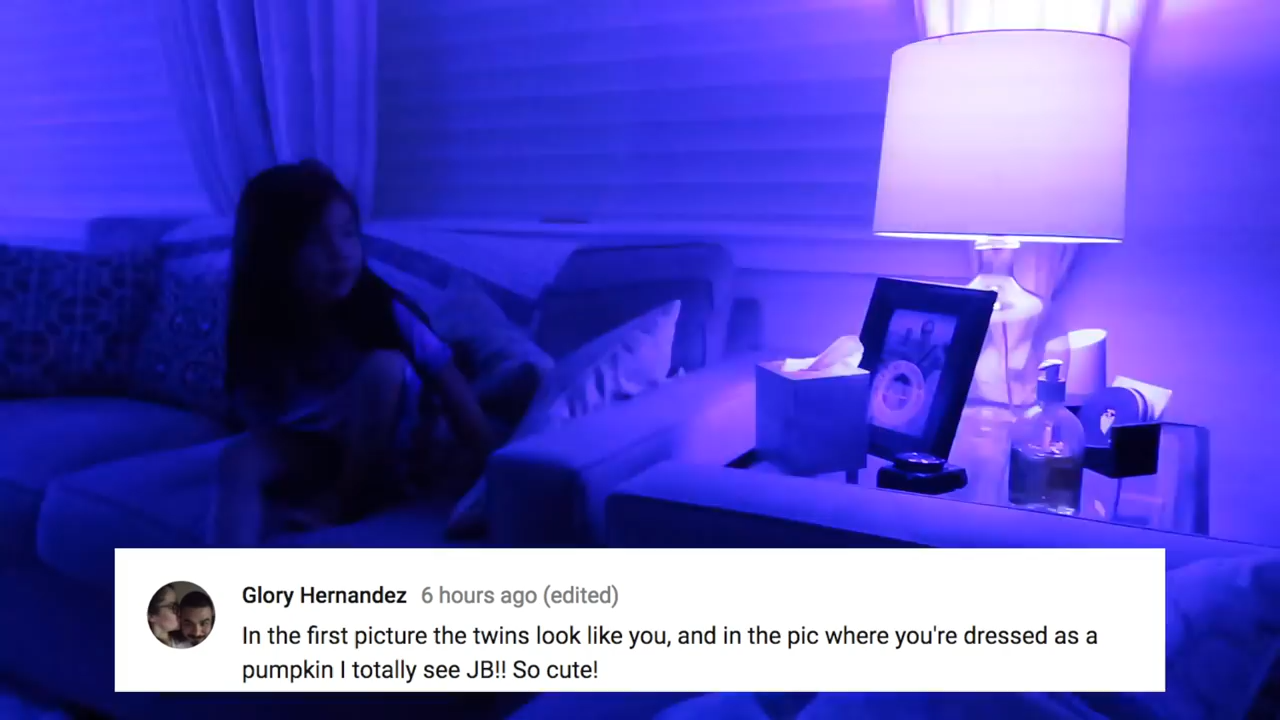 Glory Hernandez 6 hours ago (edited)
In the first picture the twins look like you, and in the pic where you're dressed as a
pumpkin I totally see JB!! So cute!